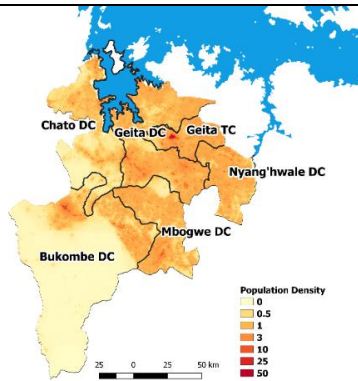 Chato DC
Geita DC
Geita TC
Nyang'hwale DC
Mbogwe DC
Bukombe DC
Population Density
0
0.5
1
3
10
25
50
25 0 25 50 km